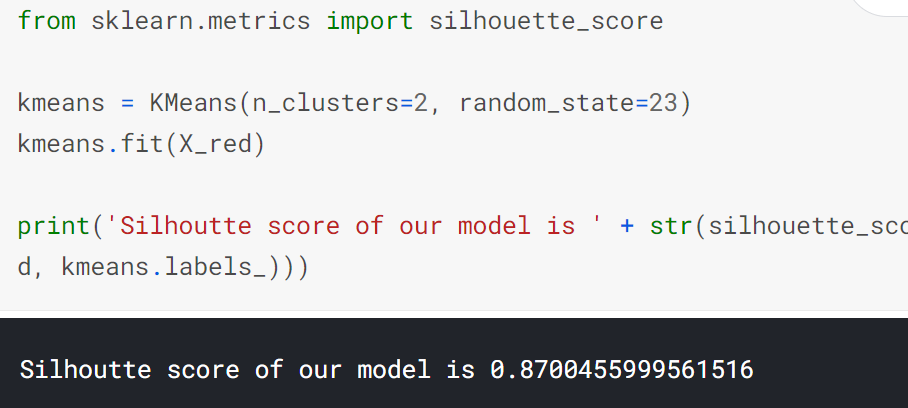 from sklearn.metrics import silhouette_score
kmeans = KMeans(n_clusters=2, random_state=23)
kmeans.fit(X_red)
print('Silhoutte score of our model is ' + str(silhouette_sco
d, kmeans.labels_)))
Silhoutte score of our model is 0.8700455999561516